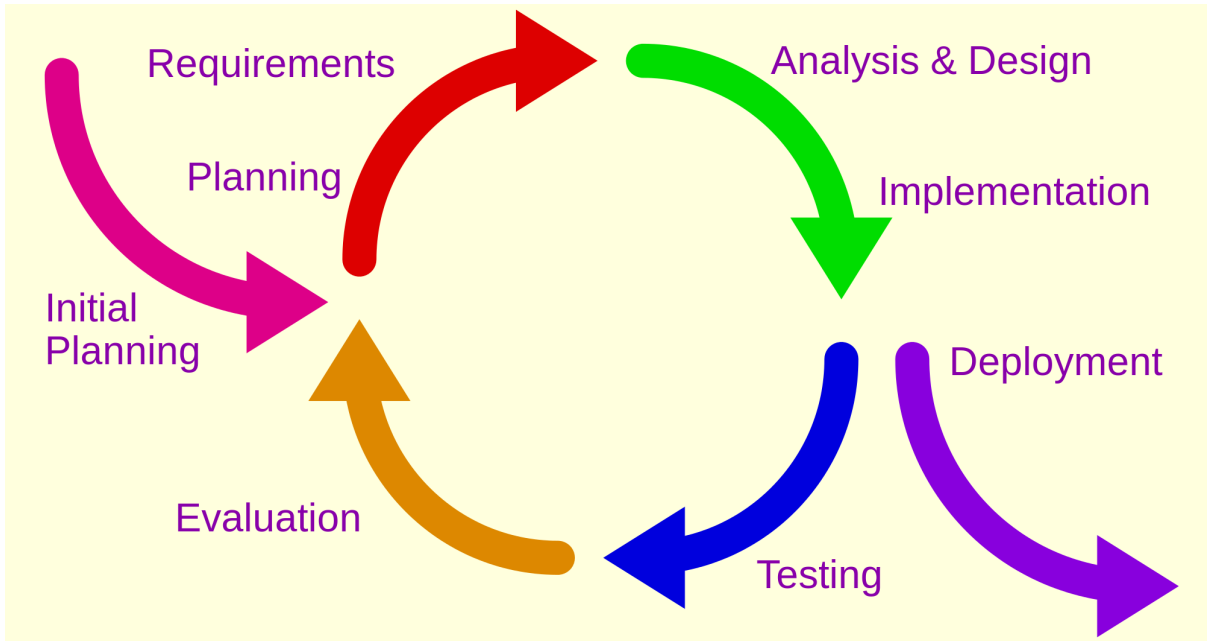 Requirements
Analysis & Design
Planning
Implementation
Initial
Planning
Deployment
Evaluation
Testing